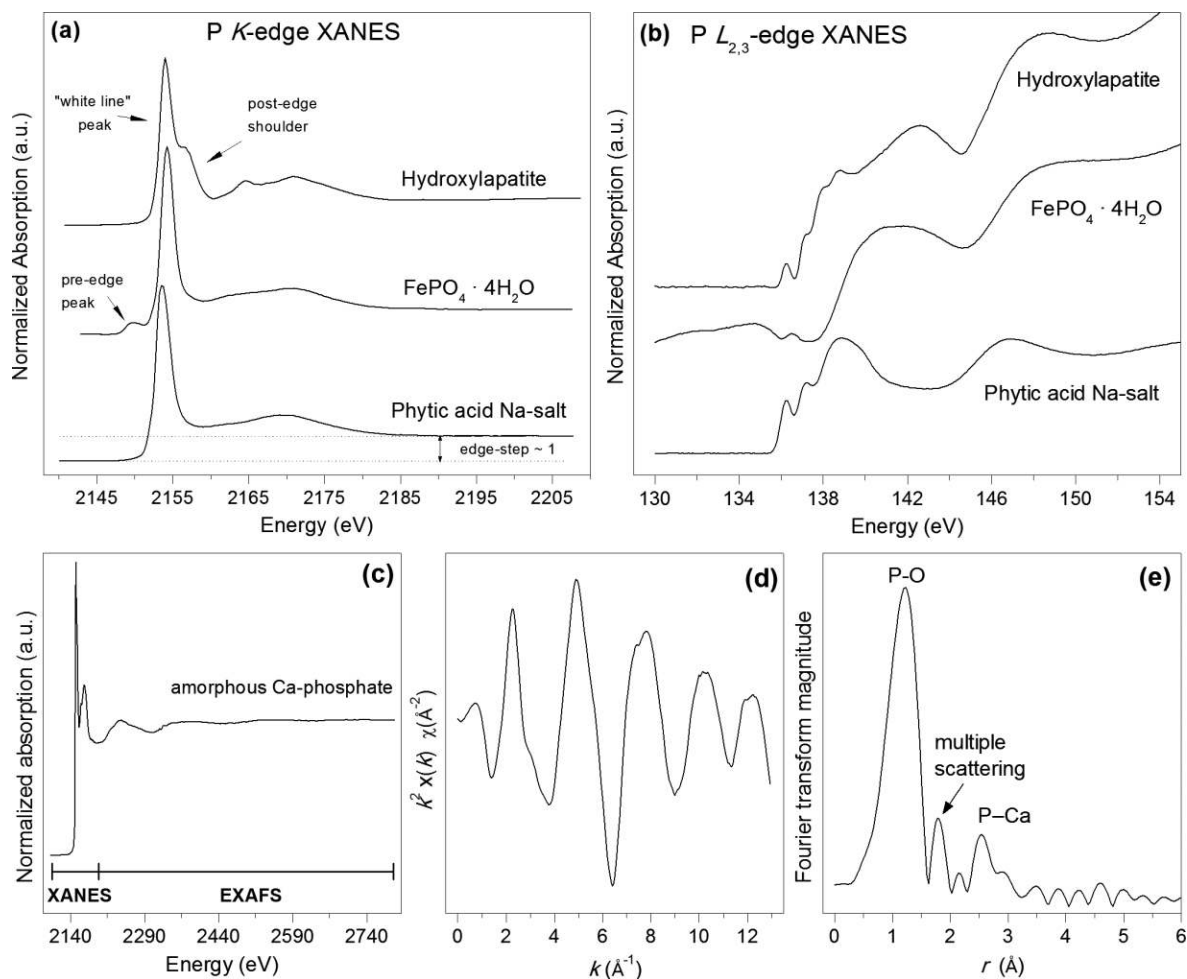 (a)
P K-edge XANES
"white line"
peak
post-edge
shoulder
Hydroxylapatite
pre-edge
peak
FePO₄ · 4H₂O
Phytic acid Na-salt
edge-step ~ 1
Normalized Absorption (a.u.)
2145 2155 2165 2175 2185 2195 2205
Energy (eV)
(b)
P L₂,₃-edge XANES
Hydroxylapatite
FePO₄ · 4H₂O
Phytic acid Na-salt
Normalized Absorption (a.u.)
130 134 138 142 146 150 154
Energy (eV)
(c)
amorphous Ca-phosphate
XANES
EXAFS
Normalized absorption (a.u.)
2140 2290 2440 2590 2740
Energy (eV)
(d)
k² x(k) χ(Å⁻²)
0 2 4 6 8 10 12
k (Å⁻¹)
(e)
P-O
multiple
scattering
P–Ca
Fourier transform magnitude
0 1 2 3 4 5 6
r (Å)